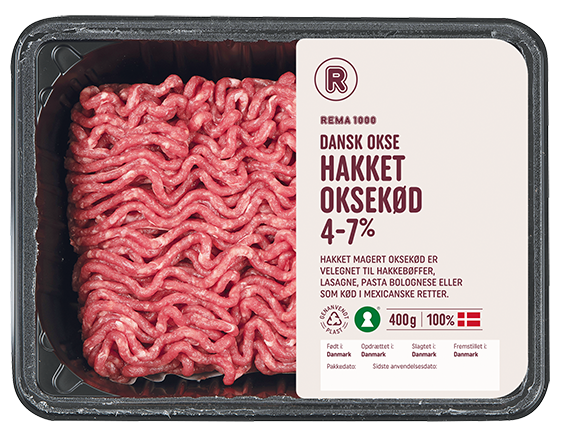 R
REMA 1000
DANSK OKSE
HAKKET
OKSEKØD
4-7%
HAKKET MAGERT OKSEKØD ER
VELEGNET TIL HAKKEBØFFER,
LASAGNE, PASTA BOLOGNESE ELLER
SOM KØD I MEXICANSKE RETTER.
GENANVENDT PLAST
400g | 100%
Født i: Opdrættet i: Slagtet i: Fremstillet i:
Danmark Danmark Danmark Danmark
Pakkedato: Sidste anvendelsesdato: